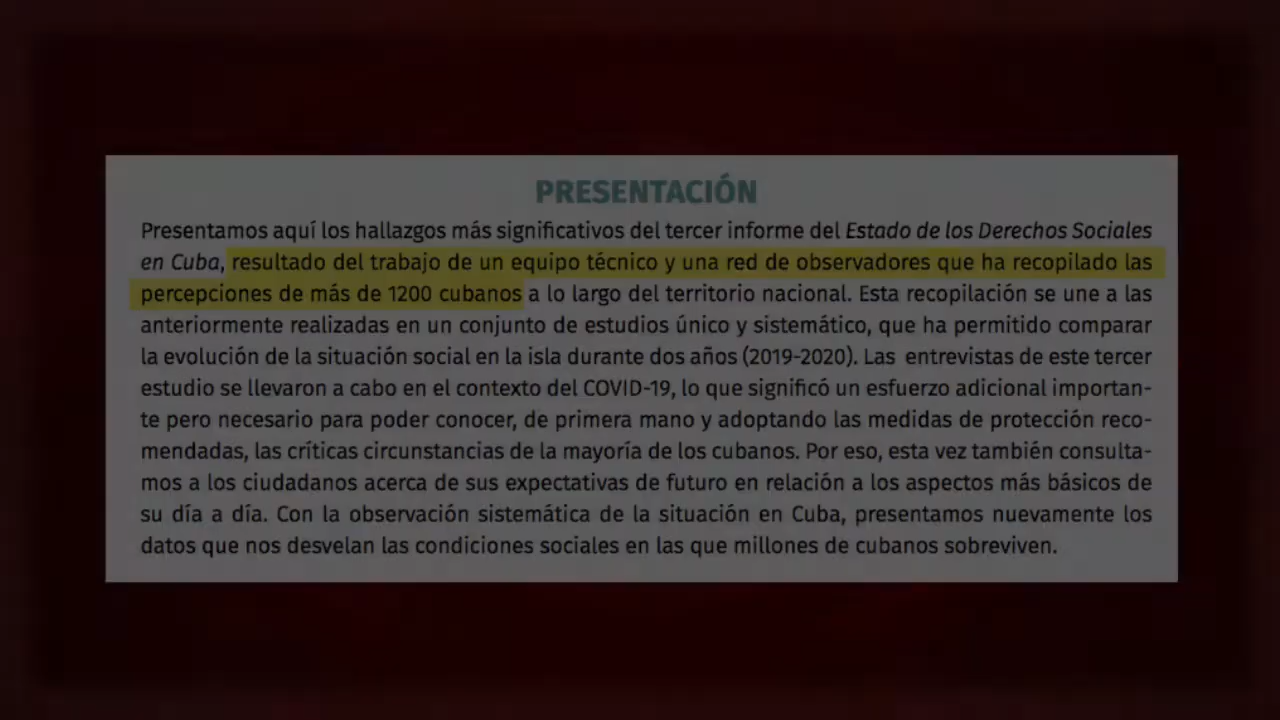 PRESENTACIÓN
Presentamos aquí los hallazgos más significativos del tercer informe del Estado de los Derechos Sociales
en Cuba, resultado del trabajo de un equipo técnico y una red de observadores que ha recopilado las
percepciones de más de 1200 cubanos a lo largo del territorio nacional. Esta recopilación se une a las
anteriormente realizadas en un conjunto de estudios único y sistemático, que ha permitido comparar
la evolución de la situación social en la isla durante dos años (2019-2020). Las entrevistas de este tercer
estudio se llevaron a cabo en el contexto del COVID-19, lo que significó un esfuerzo adicional importan-
te pero necesario para poder conocer, de primera mano y adoptando las medidas de protección reco-
mendadas, las críticas circunstancias de la mayoría de los cubanos. Por eso, esta vez también consulta-
mos a los ciudadanos acerca de sus expectativas de futuro en relación a los aspectos más básicos de
su día a día. Con la observación sistemática de la situación en Cuba, presentamos nuevamente los
datos que nos desvelan las condiciones sociales en las que millones de cubanos sobreviven.